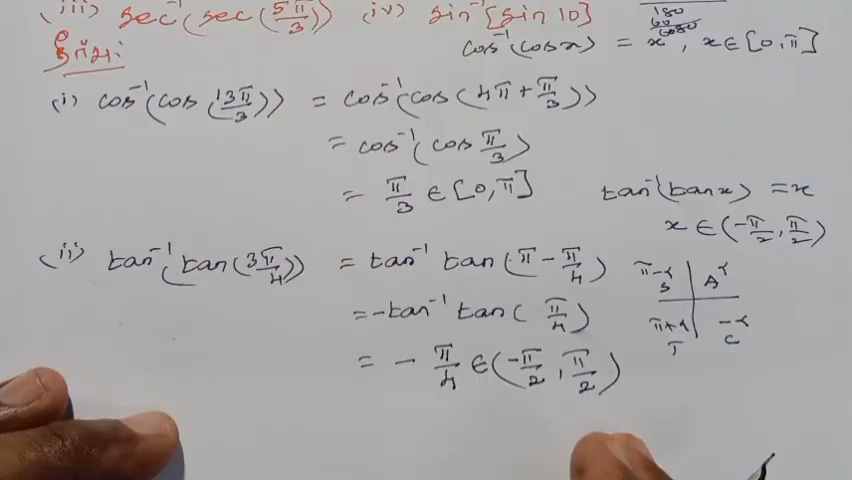 (iii) sec⁻¹(sec(5π/3)) (iv) sin⁻¹[sin 10]
தீர்வு:
cos⁻¹(cos x) = x, x ∈ [0, π]
(i) cos⁻¹(cos(13π/3)) = cos⁻¹(cos(4π + π/3))
= cos⁻¹(cos π/3)
= π/3 ∈ [0, π]
tan⁻¹(tan x) = x
x ∈ (-π/2, π/2)
(ii) tan⁻¹(tan(3π/4)) = tan⁻¹ tan(π - π/4)
= -tan⁻¹ tan(π/4)
= - π/4 ∈ (-π/2, π/2)
π-α α
S A
π+α -α
T C
180
60